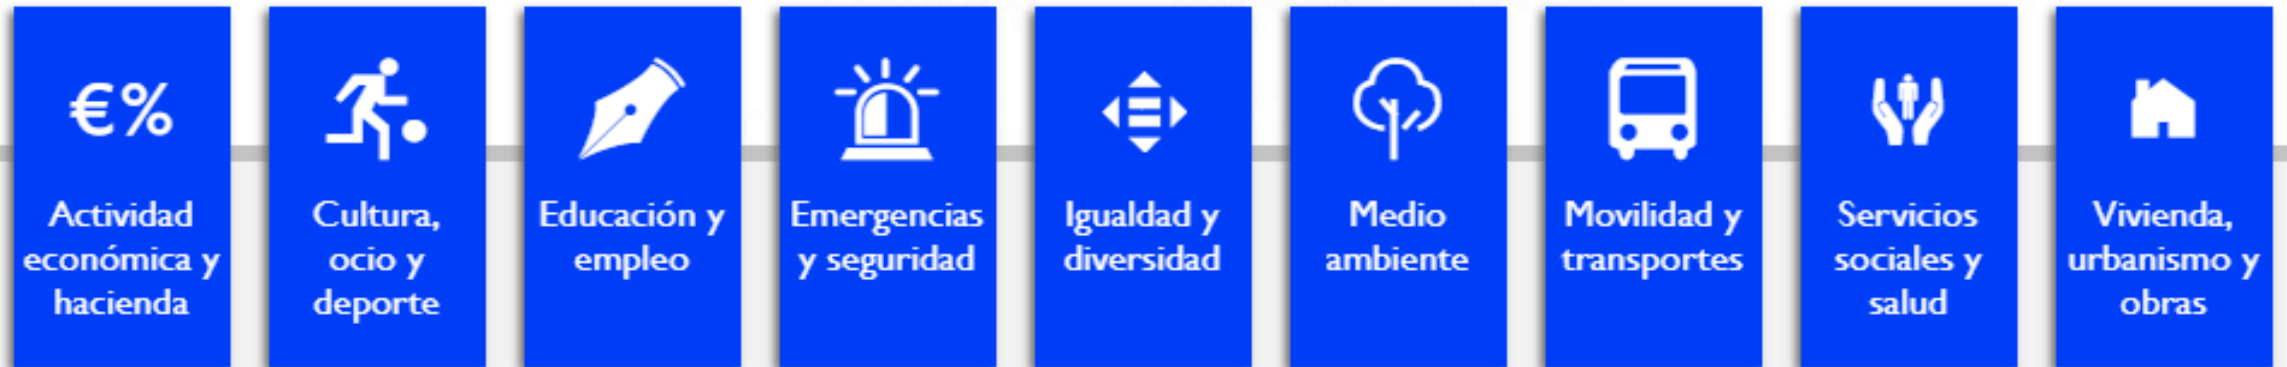 €%
Actividad
económica y
hacienda
Cultura,
ocio y
deporte
Educación y
empleo
Emergencias
y seguridad
Igualdad y
diversidad
Medio
ambiente
Movilidad y
transportes
Servicios
sociales y
salud
Vivienda,
urbanismo y
obras